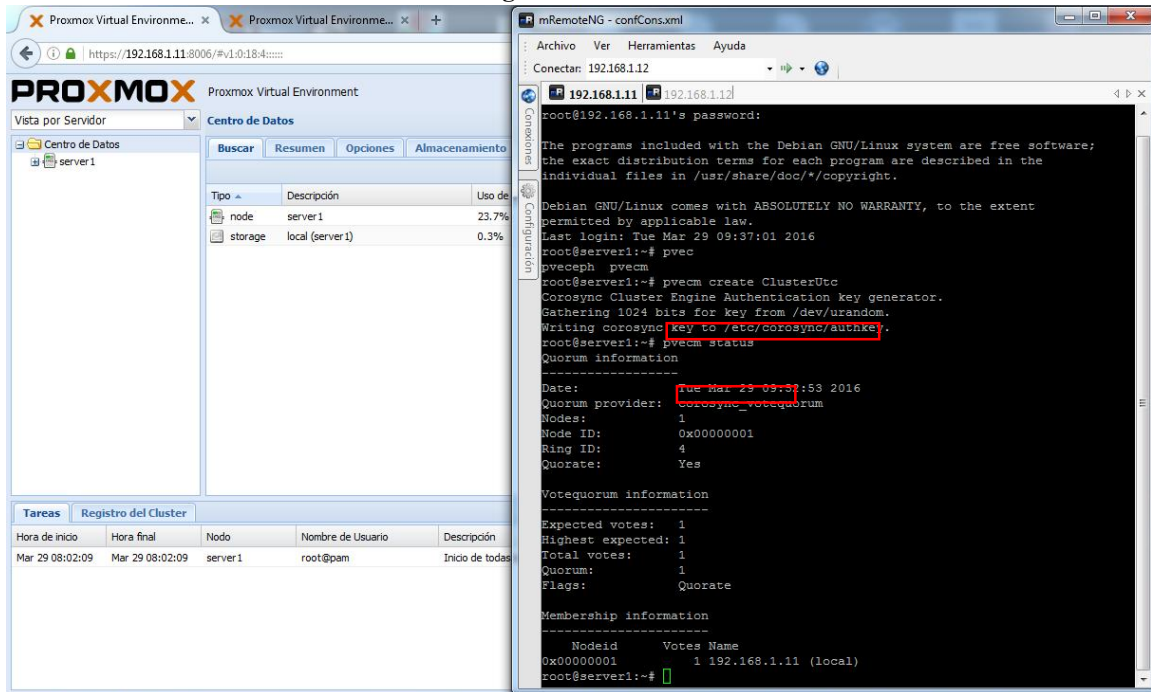 Proxmox Virtual Environme... Proxmox Virtual Environme...
https://192.168.1.11:8006/#v1:0:18:4::::::
PROXMOX Proxmox Virtual Environment
Vista por Servidor Centro de Datos
Centro de Datos
server1
Buscar Resumen Opciones Almacenamiento
Tipo Descripción Uso de
node server1 23.7%
storage local (server1) 0.3%
Tareas Registro del Cluster
Hora de inicio Hora final Nodo Nombre de Usuario Descripción
Mar 29 08:02:09 Mar 29 08:02:09 server1 root@pam Inicio de todas
mRemoteNG - confCons.xml
Archivo Ver Herramientas Ayuda
Conectar: 192.168.1.12
192.168.1.11 192.168.1.12
Conexiones
Configuración
root@192.168.1.11's password:
The programs included with the Debian GNU/Linux system are free software;
the exact distribution terms for each program are described in the
individual files in /usr/share/doc/*/copyright.
Debian GNU/Linux comes with ABSOLUTELY NO WARRANTY, to the extent
permitted by applicable law.
Last login: Tue Mar 29 09:37:01 2016
root@server1:~# pvec
pveceph pvecm
root@server1:~# pvecm create ClusterUtc
Corosync Cluster Engine Authentication key generator.
Gathering 1024 bits for key from /dev/urandom.
Writing corosync key to /etc/corosync/authkey.
root@server1:~# pvecm status
Quorum information
------------------
Date: Tue Mar 29 09:52:53 2016
Quorum provider: corosync_votequorum
Nodes: 1
Node ID: 0x00000001
Ring ID: 4
Quorate: Yes
Votequorum information
----------------------
Expected votes: 1
Highest expected: 1
Total votes: 1
Quorum: 1
Flags: Quorate
Membership information
----------------------
Nodeid Votes Name
0x00000001 1 192.168.1.11 (local)
root@server1:~#